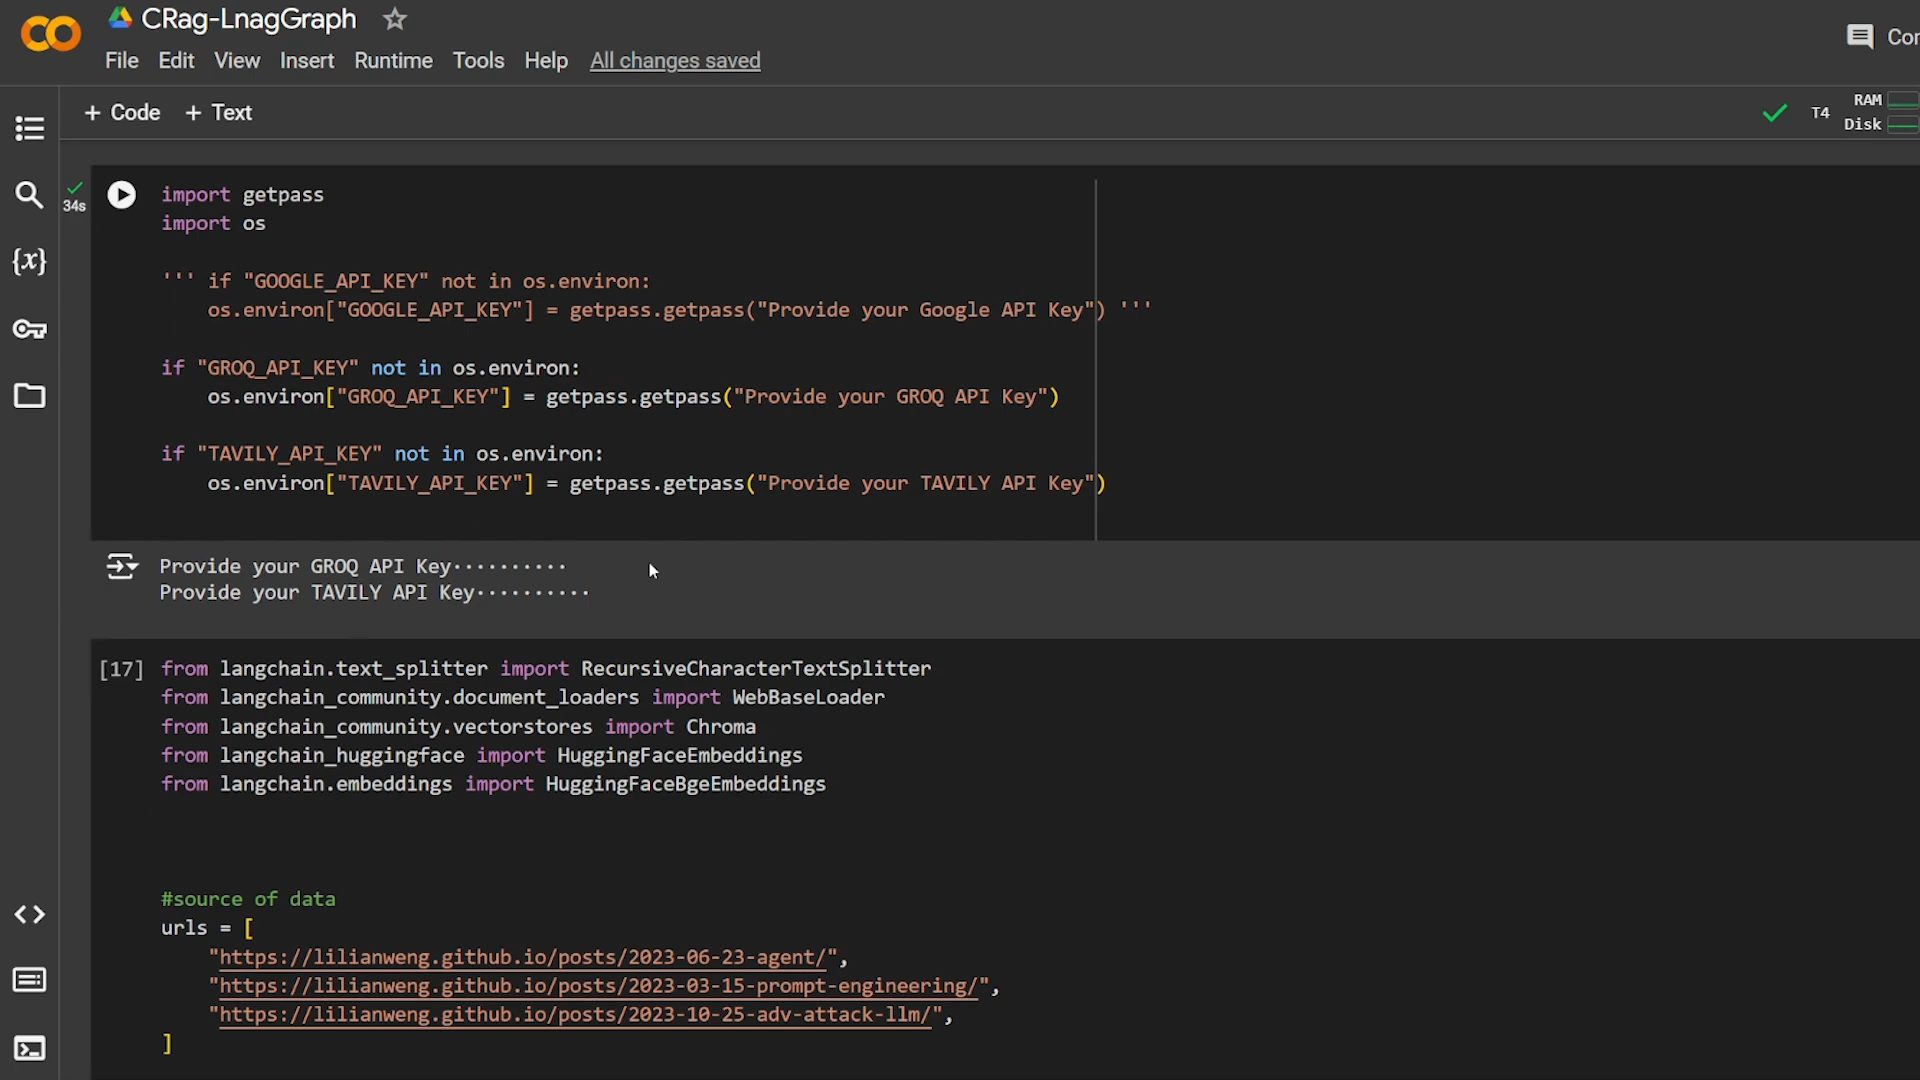 CRag-LnagGraph
File Edit View Insert Runtime Tools Help All changes saved
+ Code + Text
T4
RAM
Disk
34s
import getpass
import os
''' if "GOOGLE_API_KEY" not in os.environ:
os.environ["GOOGLE_API_KEY"] = getpass.getpass("Provide your Google API Key") '''
if "GROQ_API_KEY" not in os.environ:
os.environ["GROQ_API_KEY"] = getpass.getpass("Provide your GROQ API Key")
if "TAVILY_API_KEY" not in os.environ:
os.environ["TAVILY_API_KEY"] = getpass.getpass("Provide your TAVILY API Key")
Provide your GROQ API Key··········
Provide your TAVILY API Key··········
[17] from langchain.text_splitter import RecursiveCharacterTextSplitter
from langchain_community.document_loaders import WebBaseLoader
from langchain_community.vectorstores import Chroma
from langchain_huggingface import HuggingFaceEmbeddings
from langchain.embeddings import HuggingFaceBgeEmbeddings
#source of data
urls = [
"https://lilianweng.github.io/posts/2023-06-23-agent/",
"https://lilianweng.github.io/posts/2023-03-15-prompt-engineering/",
"https://lilianweng.github.io/posts/2023-10-25-adv-attack-llm/",
]